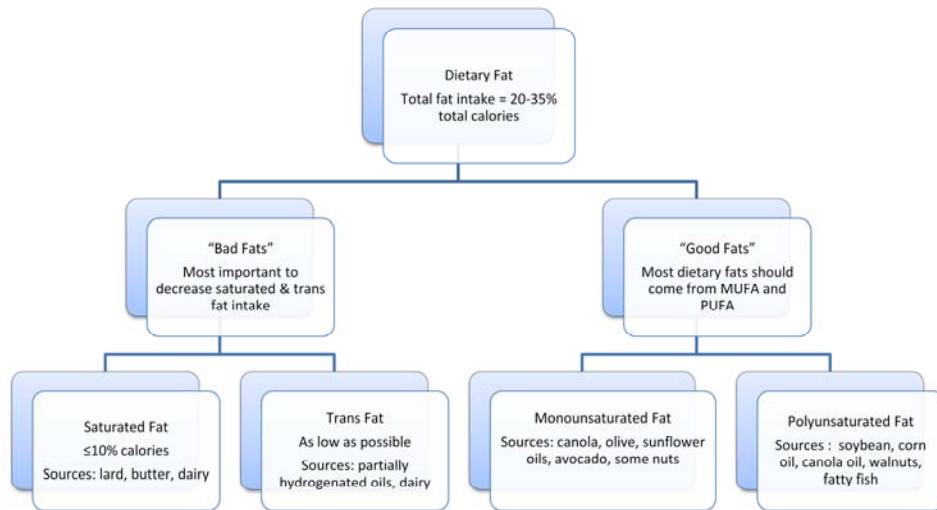 Dietary Fat
Total fat intake = 20-35%
total calories
“Bad Fats”
Most important to
decrease saturated & trans
fat intake
“Good Fats”
Most dietary fats should
come from MUFA and
PUFA
Saturated Fat
≤10% calories
Sources: lard, butter, dairy
Trans Fat
As low as possible
Sources: partially
hydrogenated oils, dairy
Monounsaturated Fat
Sources: canola, olive, sunflower
oils, avocado, some nuts
Polyunsaturated Fat
Sources : soybean, corn
oil, canola oil, walnuts,
fatty fish